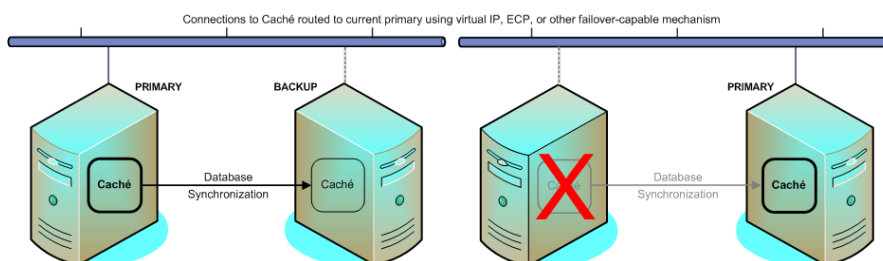 Connections to Caché routed to current primary using virtual IP, ECP, or other failover-capable mechanism
PRIMARY
BACKUP
Caché
Database
Synchronization
Caché
PRIMARY
Caché
Database
Synchronization
Caché